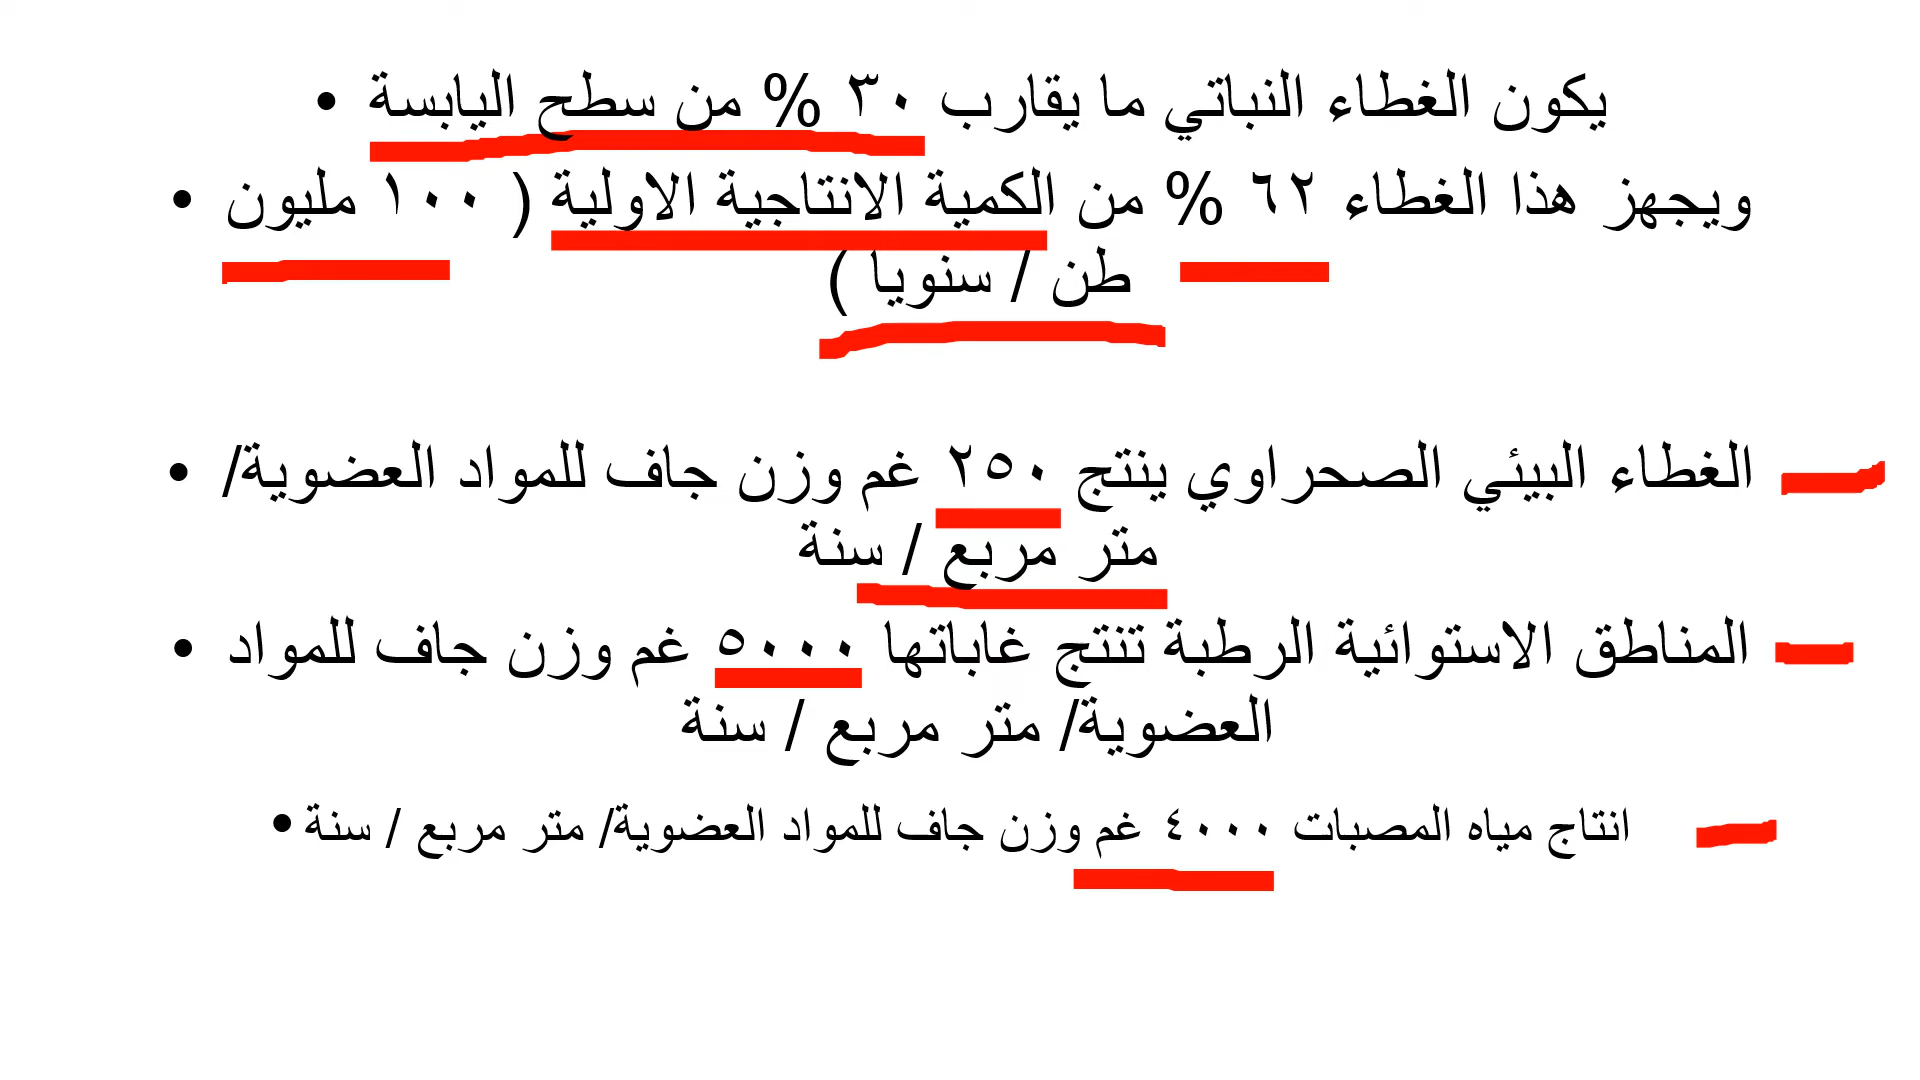 • يكون الغطاء النباتي ما يقارب ٣٠ % من سطح اليابسة
• ويجهز هذا الغطاء ٦٢ % من الكمية الانتاجية الاولية ( ١٠٠ مليون
طن / سنويا )
• الغطاء البيئي الصحراوي ينتج ٢٥٠ غم وزن جاف للمواد العضوية/
متر مربع / سنة
• المناطق الاستوائية الرطبة تنتج غاباتها ٥٠٠٠ غم وزن جاف للمواد
العضوية/ متر مربع / سنة
• انتاج مياه المصبات ٤٠٠٠ غم وزن جاف للمواد العضوية/ متر مربع / سنة